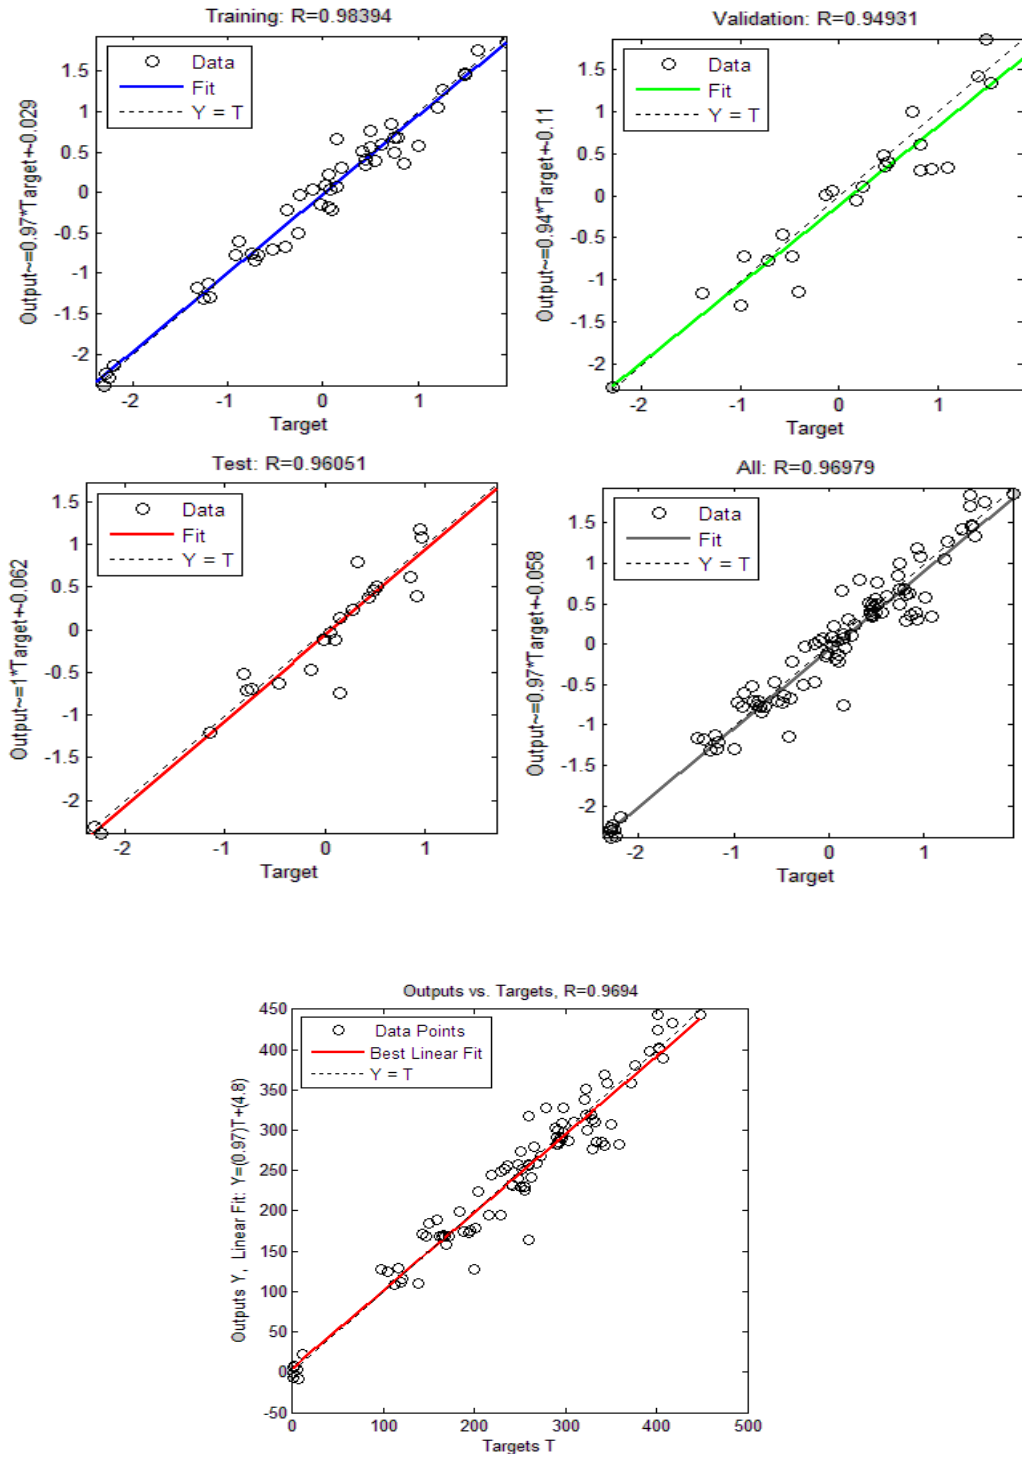 Training: R=0.98394
Data
Fit
Y = T
1.5
1
0.5
0
-0.5
-1
-1.5
-2
-2
-1
0
1
Target
Output~=0.97*Target+-0.029
Validation: R=0.94931
Data
Fit
Y = T
1.5
1
0.5
0
-0.5
-1
-1.5
-2
-2
-1
0
1
Target
Output~=0.94*Target+-0.11
Test: R=0.96051
Data
Fit
Y = T
1.5
1
0.5
0
-0.5
-1
-1.5
-2
-2
-1
0
1
Target
Output~=1*Target+-0.062
All: R=0.96979
Data
Fit
Y = T
1.5
1
0.5
0
-0.5
-1
-1.5
-2
-2
-1
0
1
Target
Output~=0.97*Target+-0.058
Outputs vs. Targets, R=0.9694
Data Points
Best Linear Fit
Y = T
450
400
350
300
250
200
150
100
50
0
-50
0
100
200
300
400
500
Targets T
Outputs Y, Linear Fit: Y=(0.97)T+(4.8)